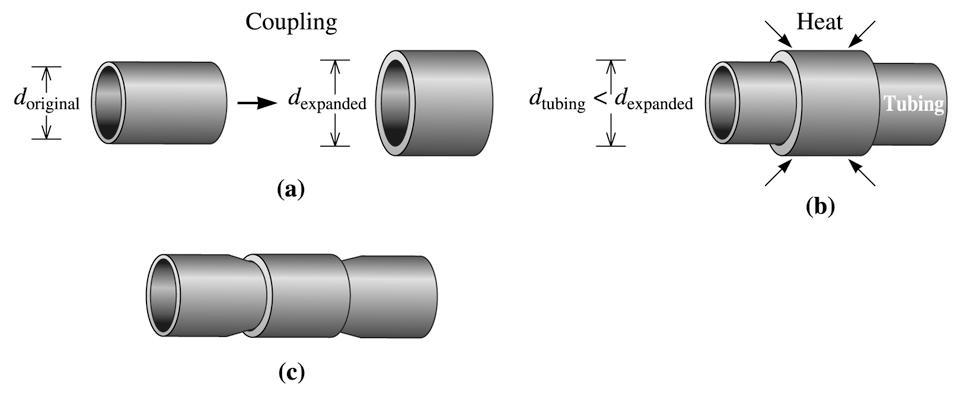 Coupling
d_original
d_expanded
(a)
Heat
d_tubing < d_expanded
Tubing
(b)
(c)